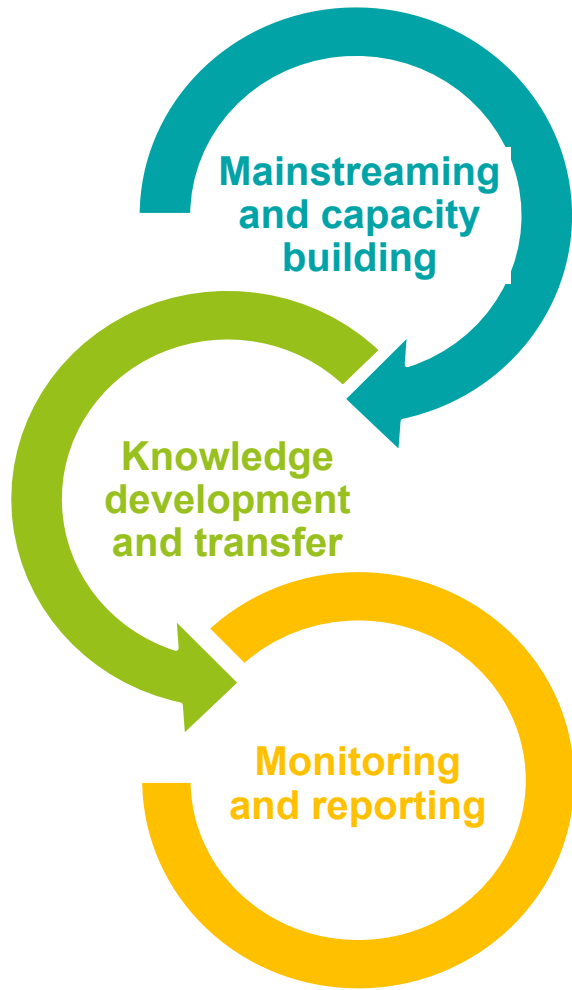 Mainstreaming
and capacity
building
Knowledge
development
and transfer
Monitoring
and reporting